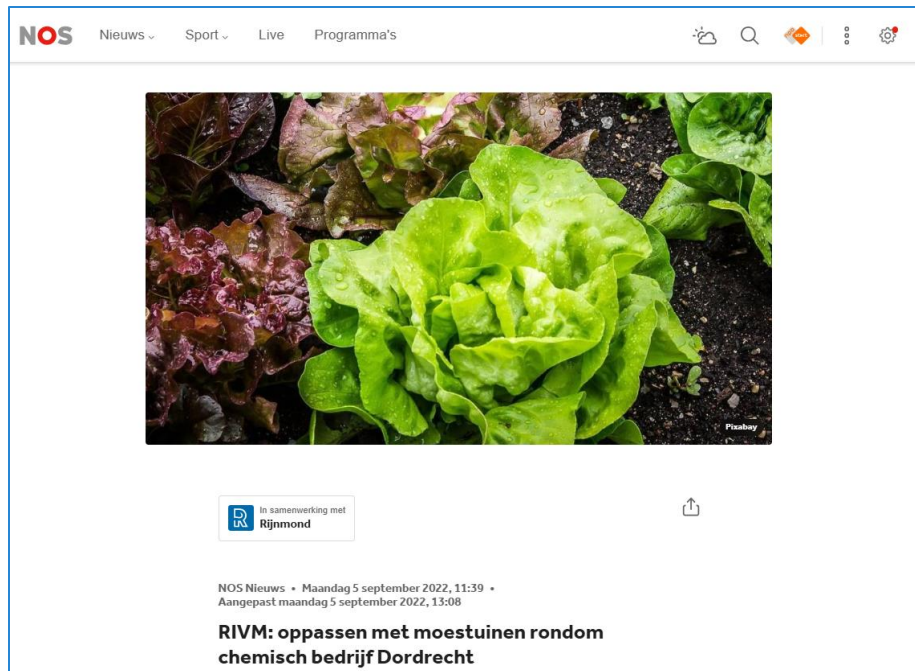 NOS Nieuws Sport Live Programma's start
Pixabay
In samenwerking met
Rijnmond
NOS Nieuws • Maandag 5 september 2022, 11:39 •
Aangepast maandag 5 september 2022, 13:08
RIVM: oppassen met moestuinen rondom
chemisch bedrijf Dordrecht